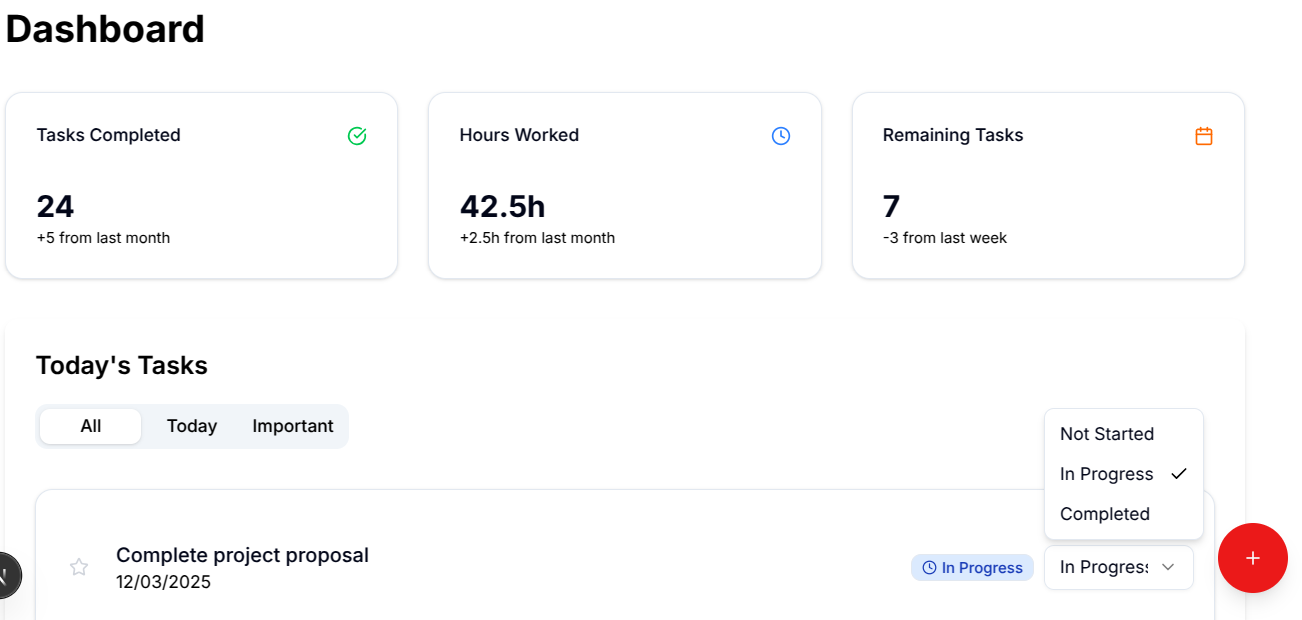 Dashboard
Tasks Completed
24
+5 from last month
Hours Worked
42.5h
+2.5h from last month
Remaining Tasks
7
-3 from last week
Today's Tasks
All Today Important
Not Started
In Progress
Completed
Complete project proposal
12/03/2025
In Progress
In Progress